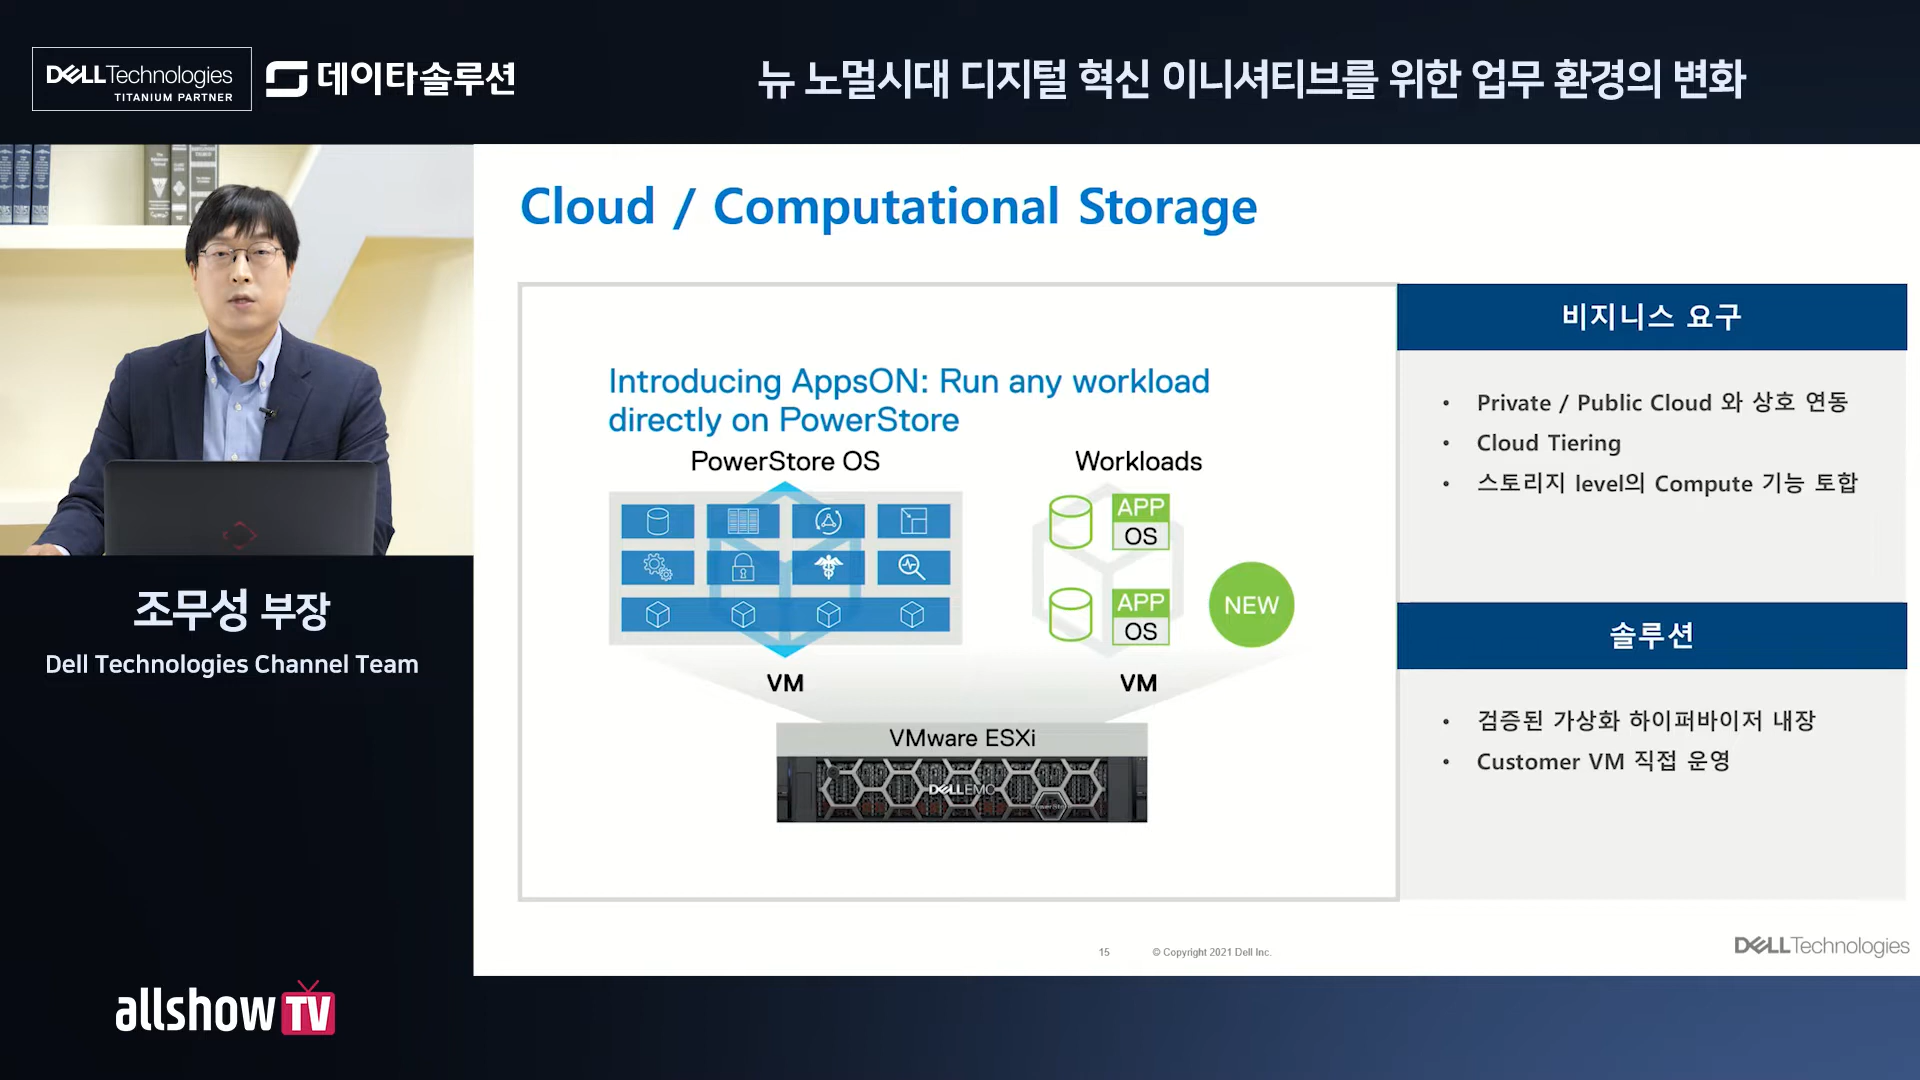 DELLTechnologies
TITANIUM PARTNER
데이타솔루션
뉴 노멀시대 디지털 혁신 이니셔티브를 위한 업무 환경의 변화
조무성 부장
Dell Technologies Channel Team
allshowTV
Cloud / Computational Storage
Introducing AppsON: Run any workload
directly on PowerStore
PowerStore OS
Workloads
APP
OS
APP
OS
NEW
VM
VM
VMware ESXi
DELLEMC
비지니스 요구
• Private / Public Cloud 와 상호 연동
• Cloud Tiering
• 스토리지 level의 Compute 기능 토합
솔루션
• 검증된 가상화 하이퍼바이저 내장
• Customer VM 직접 운영
15
© Copyright 2021 Dell Inc.
DELLTechnologies